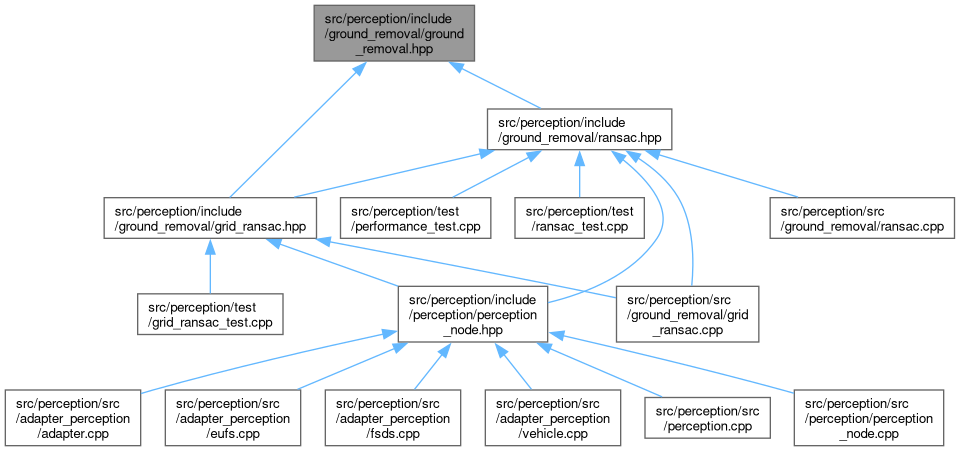 src/perception/include
/ground_removal/ground
_removal.hpp
src/perception/include
/ground_removal/ransac.hpp
src/perception/include
/ground_removal/grid_ransac.hpp
src/perception/test
/performance_test.cpp
src/perception/test
/ransac_test.cpp
src/perception/src
/ground_removal/ransac.cpp
src/perception/test
/grid_ransac_test.cpp
src/perception/include
/perception/perception
_node.hpp
src/perception/src
/ground_removal/grid
_ransac.cpp
src/perception/src
/adapter_perception
/adapter.cpp
src/perception/src
/adapter_perception
/eufs.cpp
src/perception/src
/adapter_perception
/fsds.cpp
src/perception/src
/adapter_perception
/vehicle.cpp
src/perception/src
/perception.cpp
src/perception/src
/perception/perception
_node.cpp